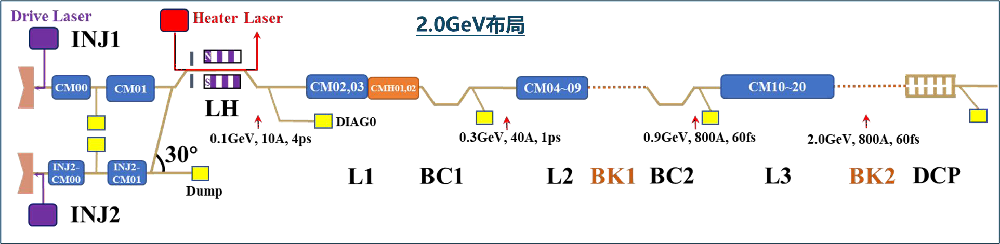 2.0GeV布局
Drive Laser
INJ1
Heater Laser
N
S
CM00
CM01
LH
CM02,03
CMH01,02
CM04~09
CM10~20
DIAG0
0.1GeV, 10A, 4ps
0.3GeV, 40A, 1ps
0.9GeV, 800A, 60fs
2.0GeV, 800A, 60fs
30°
INJ2-
CM00
INJ2-
CM01
Dump
INJ2
L1
BC1
L2
BK1
BC2
L3
BK2
DCP